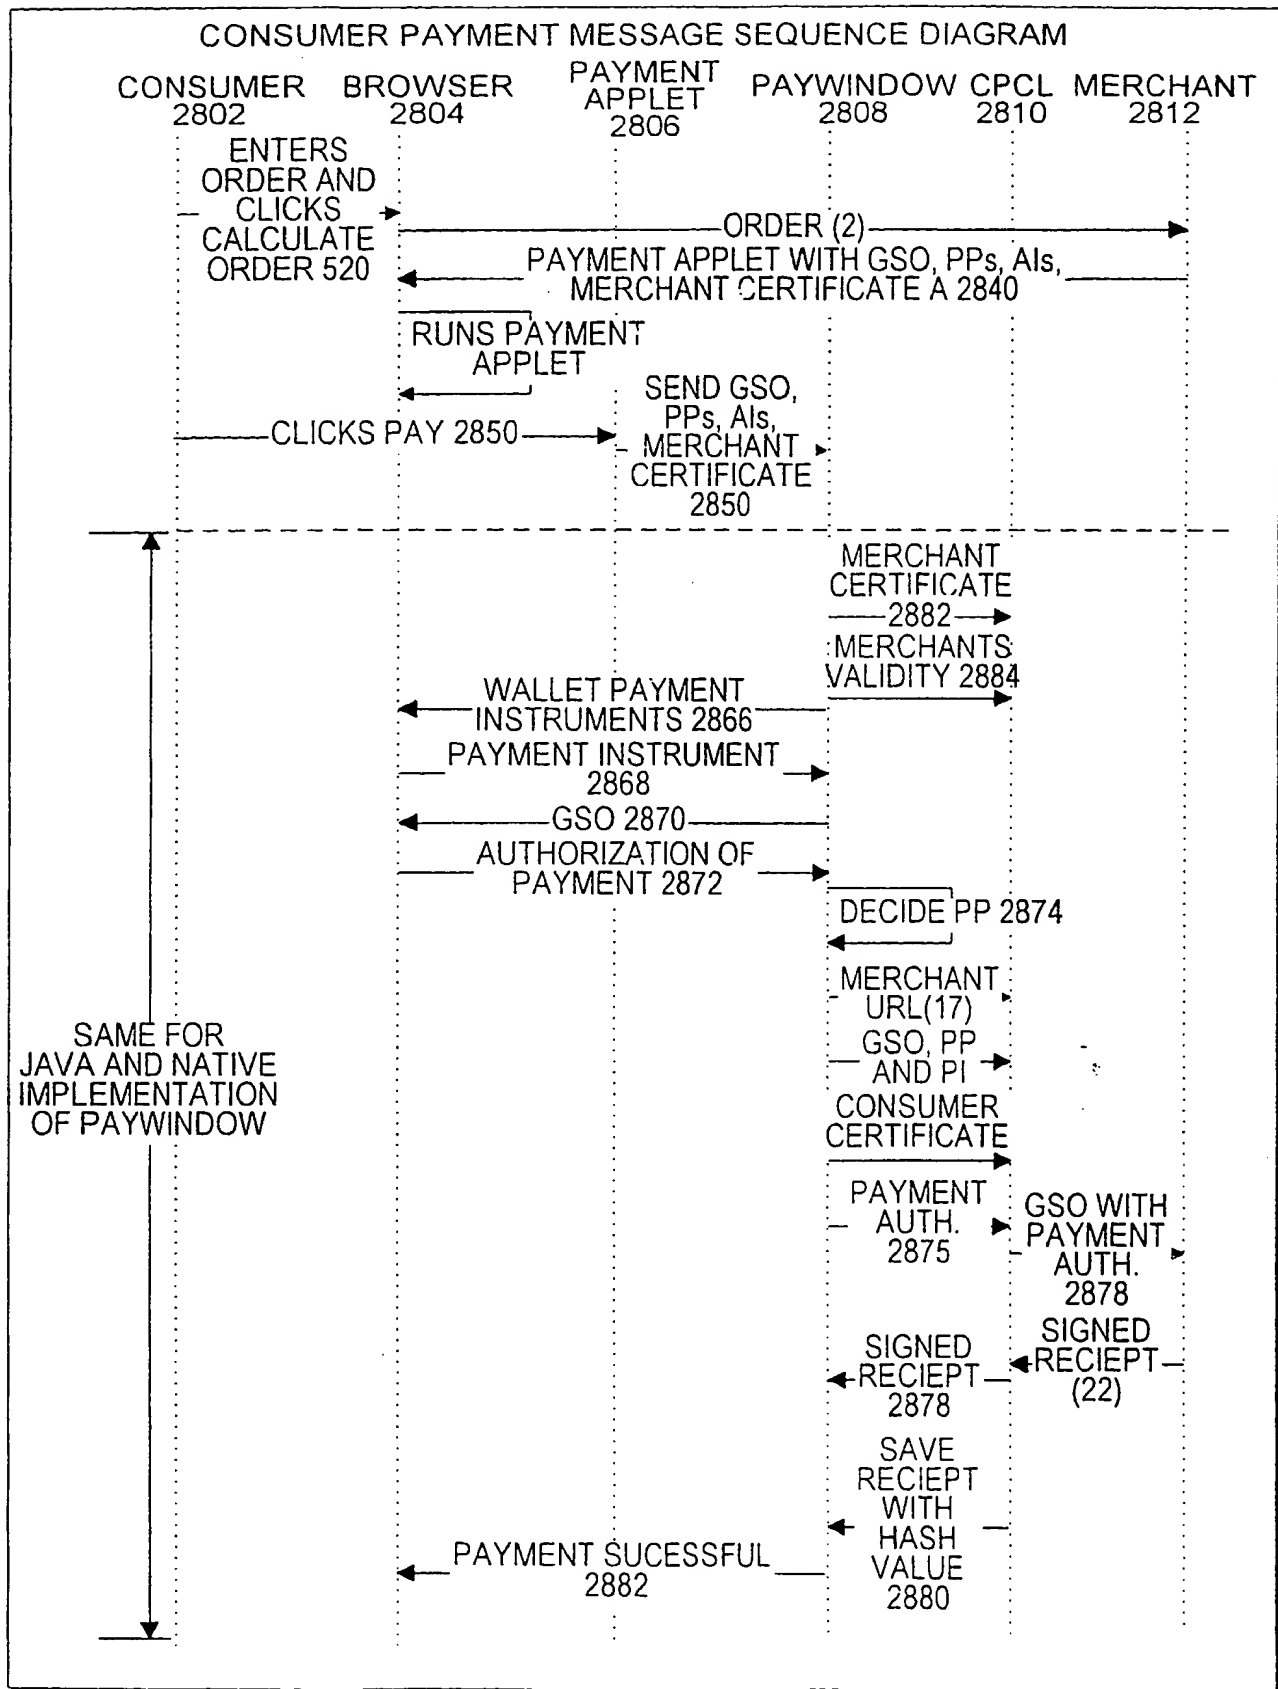 CONSUMER PAYMENT MESSAGE SEQUENCE DIAGRAM
CONSUMER
2802
BROWSER
2804
PAYMENT
APPLET
2806
PAYWINDOW
2808
CPCL
2810
MERCHANT
2812
ENTERS
ORDER AND
CLICKS
CALCULATE
ORDER 520
ORDER (2)
PAYMENT APPLET WITH GSO, PPs, AIs,
MERCHANT CERTIFICATE A 2840
RUNS PAYMENT
APPLET
CLICKS PAY 2850
SEND GSO,
PPs, AIs,
MERCHANT
CERTIFICATE
2850
MERCHANT
CERTIFICATE
2882
MERCHANTS
VALIDITY 2884
WALLET PAYMENT
INSTRUMENTS 2866
PAYMENT INSTRUMENT
2868
GSO 2870
AUTHORIZATION OF
PAYMENT 2872
DECIDE PP 2874
MERCHANT
URL(17)
GSO, PP
AND PI
SAME FOR
JAVA AND NATIVE
IMPLEMENTATION
OF PAYWINDOW
CONSUMER
CERTIFICATE
PAYMENT
AUTH.
2875
GSO WITH
PAYMENT
AUTH.
2878
SIGNED
RECIEPT
(22)
SIGNED
RECIEPT
2878
SAVE
RECIEPT
WITH
HASH
VALUE
2880
PAYMENT SUCESSFUL
2882